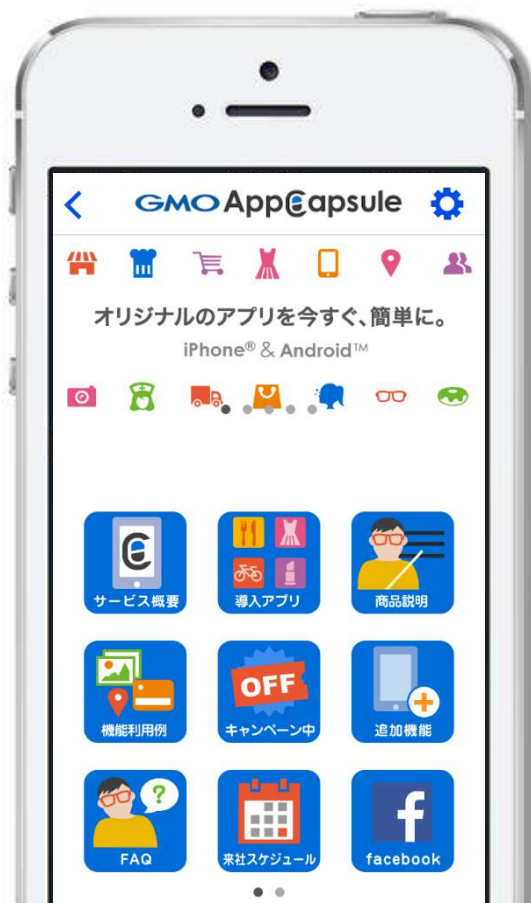 GMO AppCapsule
オリジナルのアプリを今すぐ、簡単に。
iPhone® & Android™
サービス概要
導入アプリ
商品説明
機能利用例
OFF
キャンペーン中
追加機能
?
FAQ
来社スケジュール
f
facebook